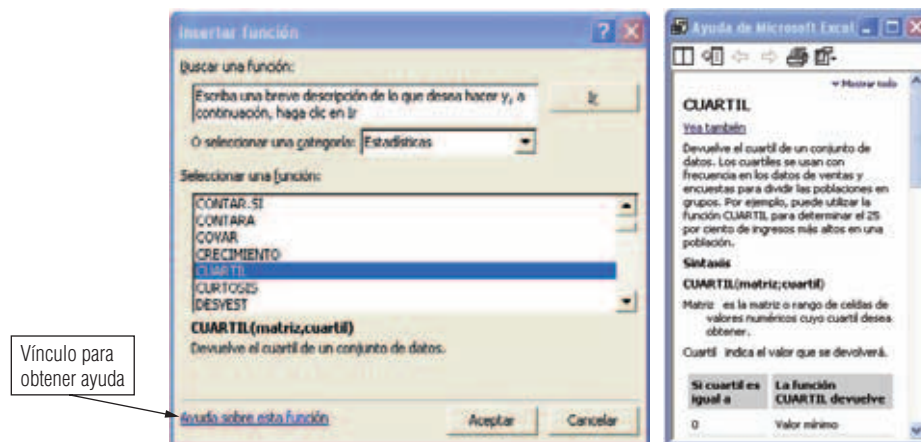 Insertar función
Buscar una función:
Escriba una breve descripción de lo que desea hacer y, a
continuación, haga clic en Ir
Ir
O seleccionar una categoría: Estadísticas
Seleccionar una función:
CONTAR.SI
CONTARA
COVAR
CRECIMIENTO
CUARTIL
CURTOSIS
DESVEST
CUARTIL(matriz,cuartil)
Devuelve el cuartil de un conjunto de datos.
Ayuda sobre esta función
Aceptar
Cancelar
Vínculo para
obtener ayuda
Ayuda de Microsoft Excel
Mostrar todo
CUARTIL
Vea también
Devuelve el cuartil de un conjunto de
datos. Los cuartiles se usan con
frecuencia en los datos de ventas y
encuestas para dividir las poblaciones en
grupos. Por ejemplo, puede utilizar la
función CUARTIL para determinar el 25
por ciento de ingresos más altos en una
población.
Sintaxis
CUARTIL(matriz;cuartil)
Matriz es la matriz o rango de celdas de
valores numéricos cuyo cuartil desea
obtener.
Cuartil indica el valor que se devolverá.
Si cuartil es
igual a
La función
CUARTIL devuelve
0
Valor mínimo